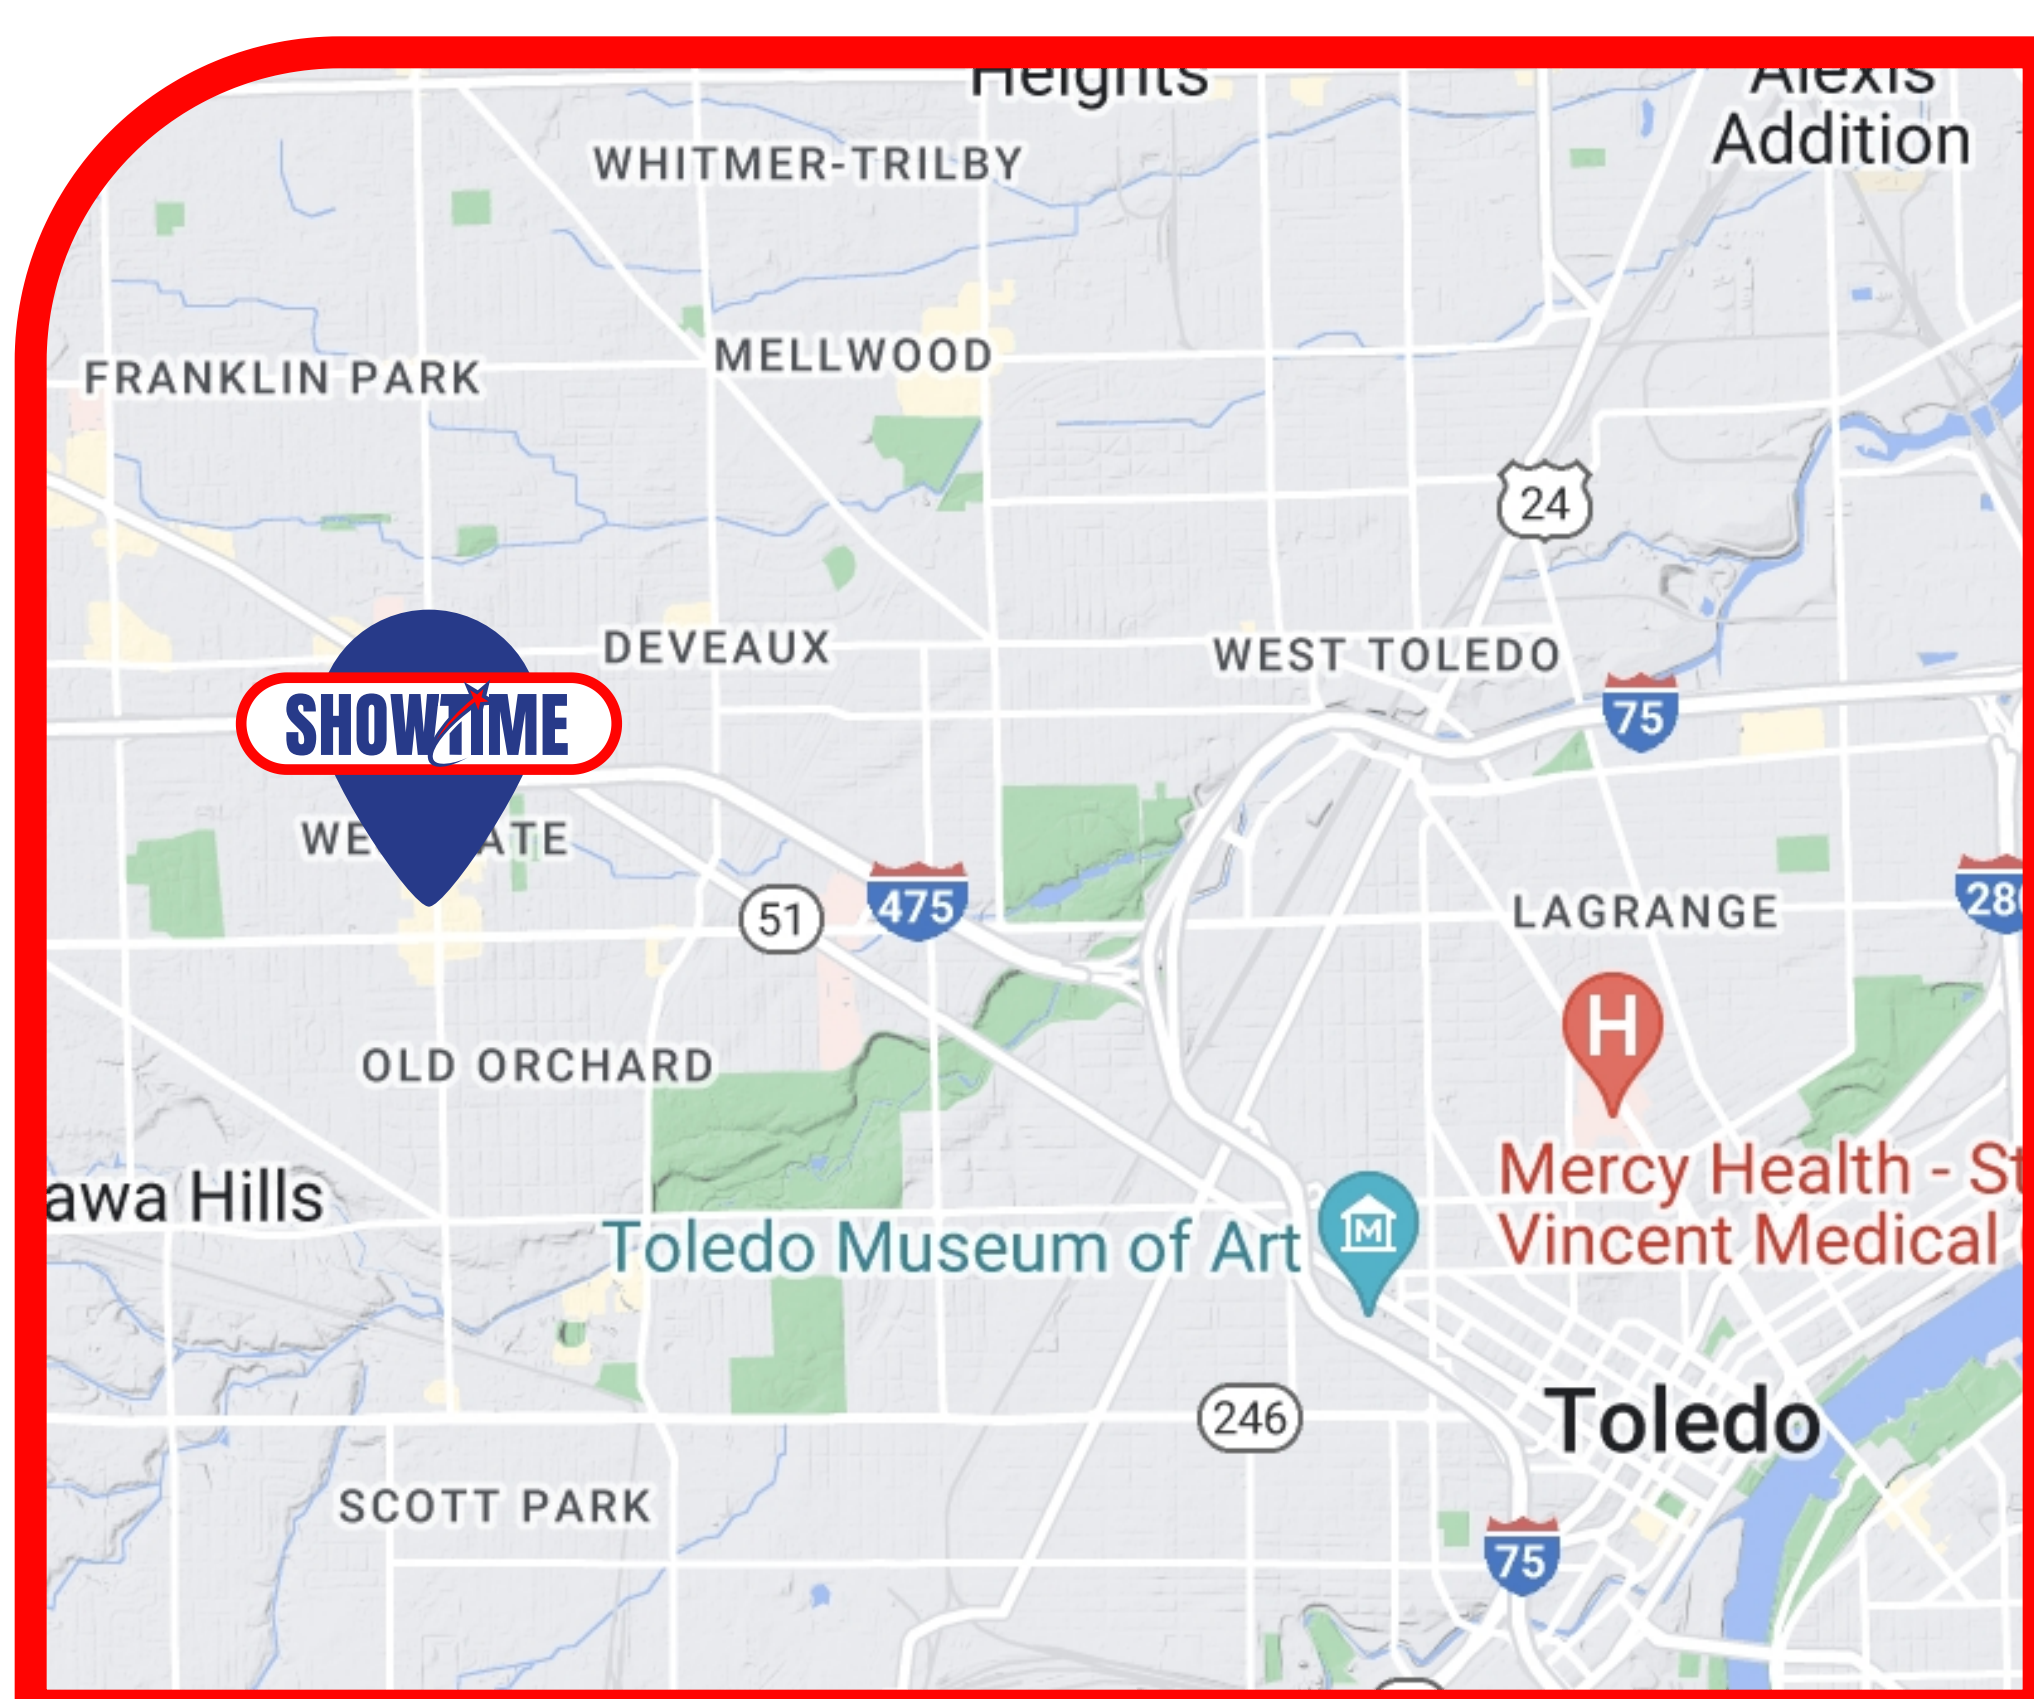 Heights
Alexis
Addition
WHITMER-TRILBY
MELLWOOD
FRANKLIN PARK
24
DEVEAUX
WEST TOLEDO
75
SHOWTIME
WE ATE
51
475
280
LAGRANGE
H
OLD ORCHARD
awa Hills
Mercy Health - St
Vincent Medical
Toledo Museum of Art
M
246
Toledo
SCOTT PARK
75